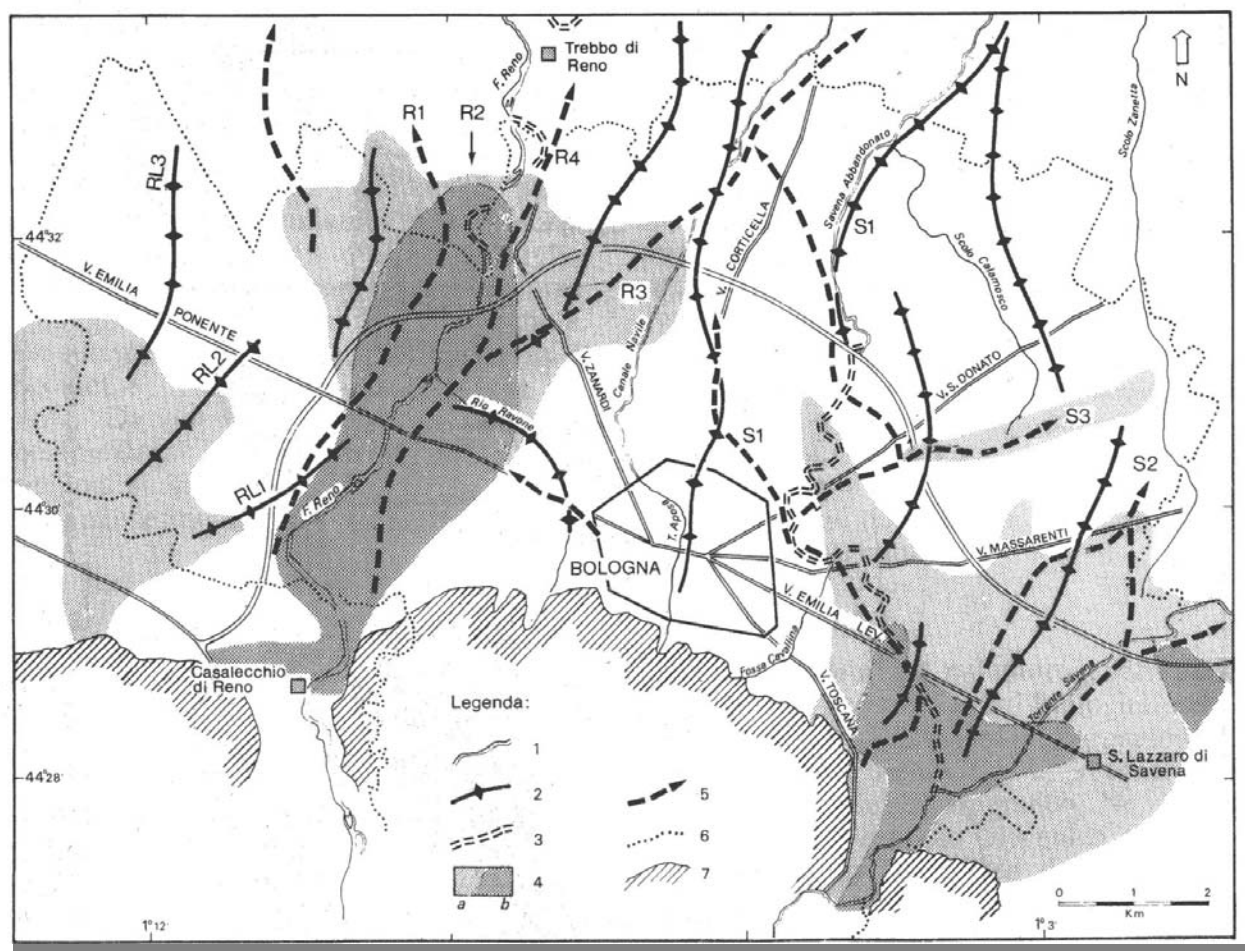 Trebbo di
Reno
F. Reno
N
R1
R2
R4
RL3
Scolo Zanetta
Savena Abbandonato
44°32'
V. EMILIA
PONENTE
V. CORTICELLA
S1
Scolo Calamosco
R3
Canale Navile
V. ZANARDI
RL2
Rio Ravone
V. S. DONATO
S3
S1
S2
RL1
F. Reno
44°30'
T. Aposa
V. MASSARENTI
BOLOGNA
V. EMILIA
LEV.
Fossa Cavallina
Torrente Savena
Casalecchio
di Reno
V. TOSCANA
S. Lazzaro di
Savena
44°28'
Legenda:
1
2
3
4
a
b
5
6
7
0
1
2
Km
1°12'
1°3'